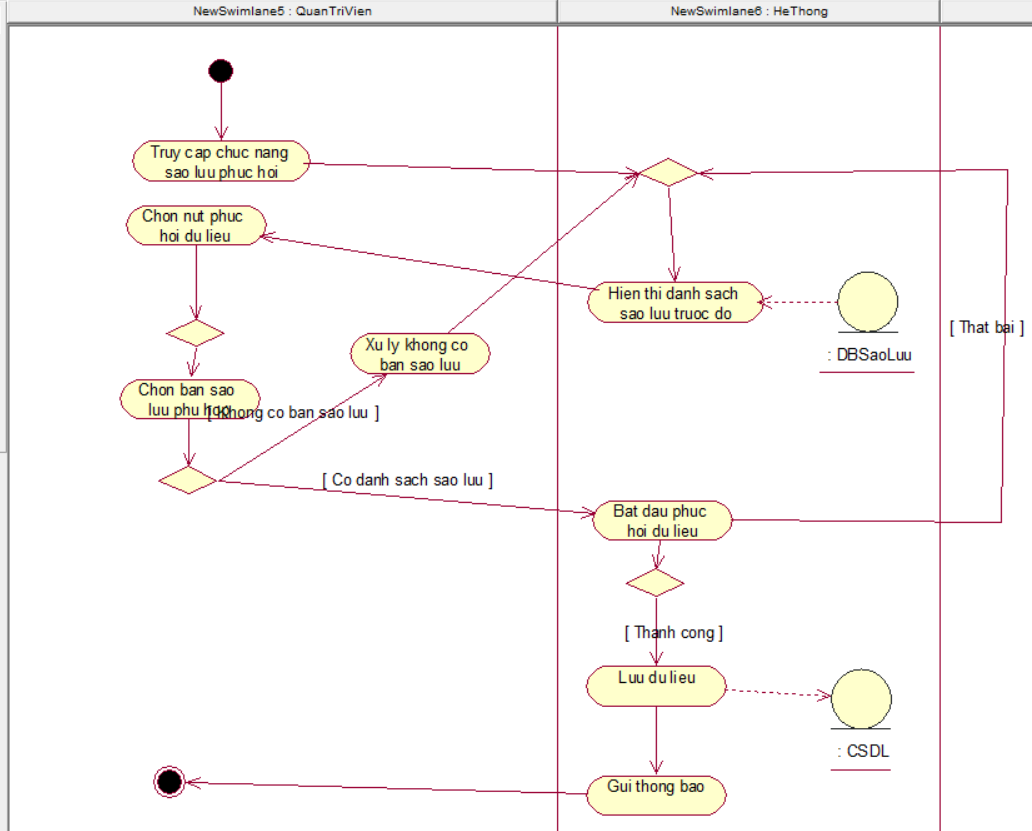 NewSwimlane5 : QuanTriVien
NewSwimlane6 : HeThong
Truy cap chuc nang
sao luu phuc hoi
Chon nut phuc
hoi du lieu
Hien thi danh sach
sao luu truoc do
: DBSaoLuu
[ That bai ]
Xu ly khong co
ban sao luu
Chon ban sao
luu phu hop
[ Khong co ban sao luu ]
[ Co danh sach sao luu ]
Bat dau phuc
hoi du lieu
[ Thanh cong ]
Luu du lieu
: CSDL
Gui thong bao